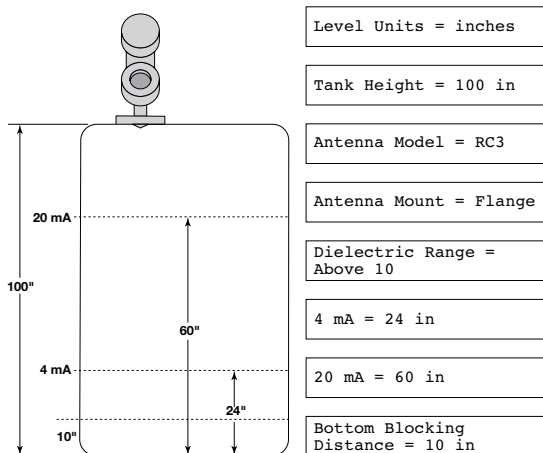 Level Units = inches
Tank Height = 100 in
Antenna Model = RC3
Antenna Mount = Flange
Dielectric Range =
Above 10
4 mA = 24 in
20 mA = 60 in
Bottom Blocking
Distance = 10 in
20 mA
100"
60"
4 mA
24"
10"